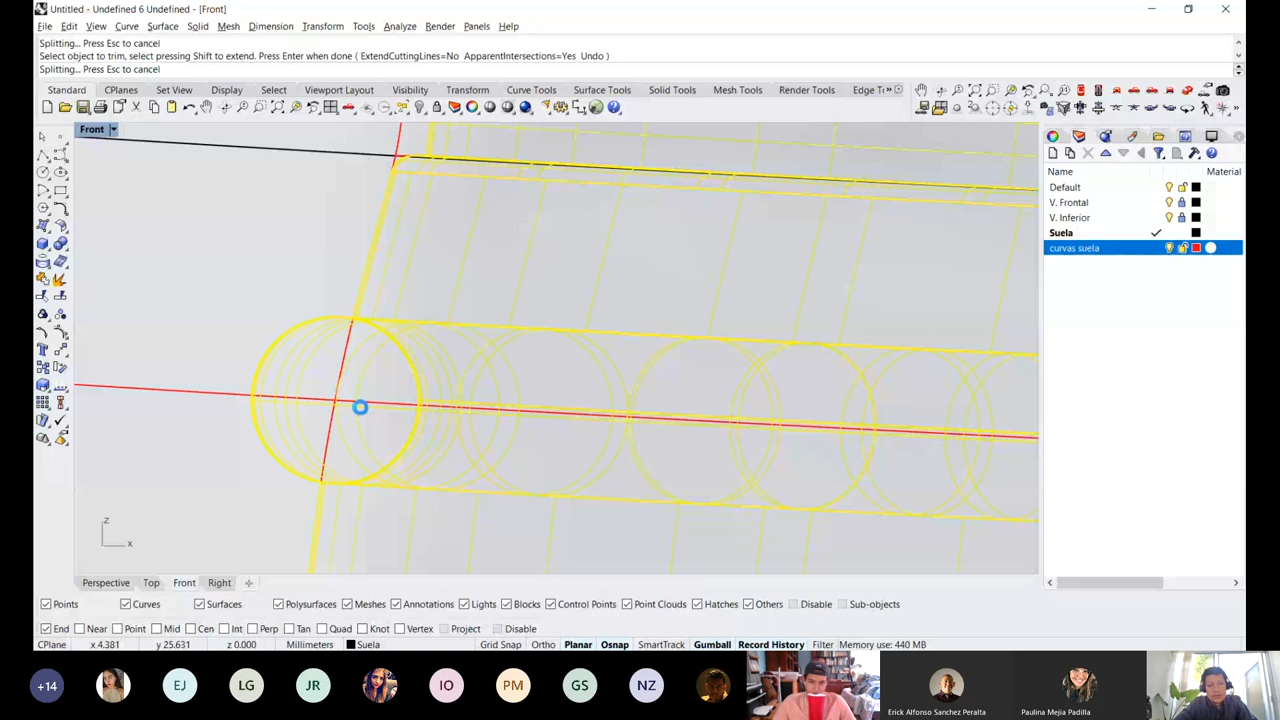 Untitled - Undefined 6 Undefined - [Front]
File Edit View Curve Surface Solid Mesh Dimension Transform Tools Analyze Render Panels Help
Splitting... Press Esc to cancel
Select object to trim, select pressing Shift to extend. Press Enter when done ( ExtendCuttingLines=No ApparentIntersections=Yes Undo )
Splitting... Press Esc to cancel
Standard CPlanes Set View Display Select Viewport Layout Visibility Transform Curve Tools Surface Tools Solid Tools Mesh Tools Render Tools Edge T
Front
Name Material
Default
V. Frontal
V. Inferior
Suela
curvas suela
z
x
Perspective Top Front Right
Points Curves Surfaces Polysurfaces Meshes Annotations Lights Blocks Control Points Point Clouds Hatches Others Disable Sub-objects
End Near Point Mid Cen Int Perp Tan Quad Knot Vertex Project Disable
CPlane x 4.381 y 25.631 z 0.000 Millimeters Suela Grid Snap Ortho Planar Osnap SmartTrack Gumball Record History Filter Memory use: 440 MB
+14 EJ LG JR IO PM GS NZ
Erick Alfonso Sanchez Peralta Paulina Mejia Padilla